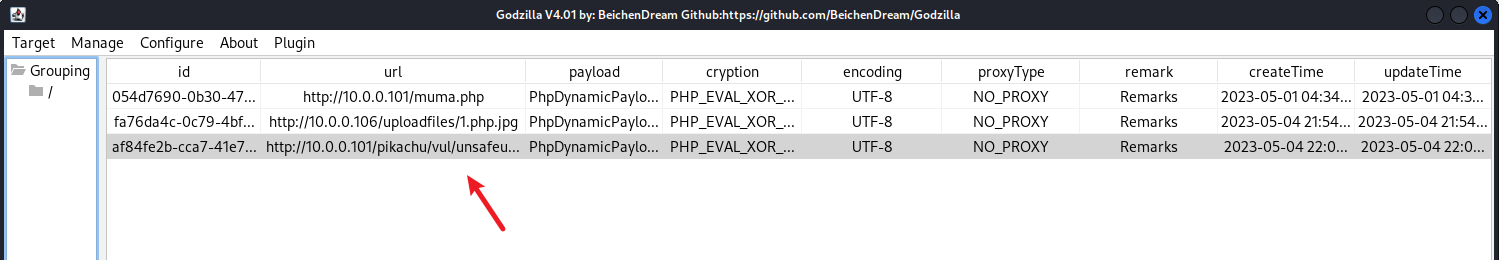 Godzilla V4.01 by: BeichenDream Github:https://github.com/BeichenDream/Godzilla
Target Manage Configure About Plugin
Grouping
/
id url payload cryption encoding proxyType remark createTime updateTime
054d7690-0b30-47... http://10.0.0.101/muma.php PhpDynamicPaylo... PHP_EVAL_XOR_... UTF-8 NO_PROXY Remarks 2023-05-01 04:34... 2023-05-01 04:3...
fa76da4c-0c79-4bf... http://10.0.0.106/uploadfiles/1.php.jpg PhpDynamicPaylo... PHP_EVAL_XOR_... UTF-8 NO_PROXY Remarks 2023-05-04 21:54... 2023-05-04 21:54...
af84fe2b-cca7-41e7... http://10.0.0.101/pikachu/vul/unsafeu... PhpDynamicPaylo... PHP_EVAL_XOR_... UTF-8 NO_PROXY Remarks 2023-05-04 22:0... 2023-05-04 22:0...